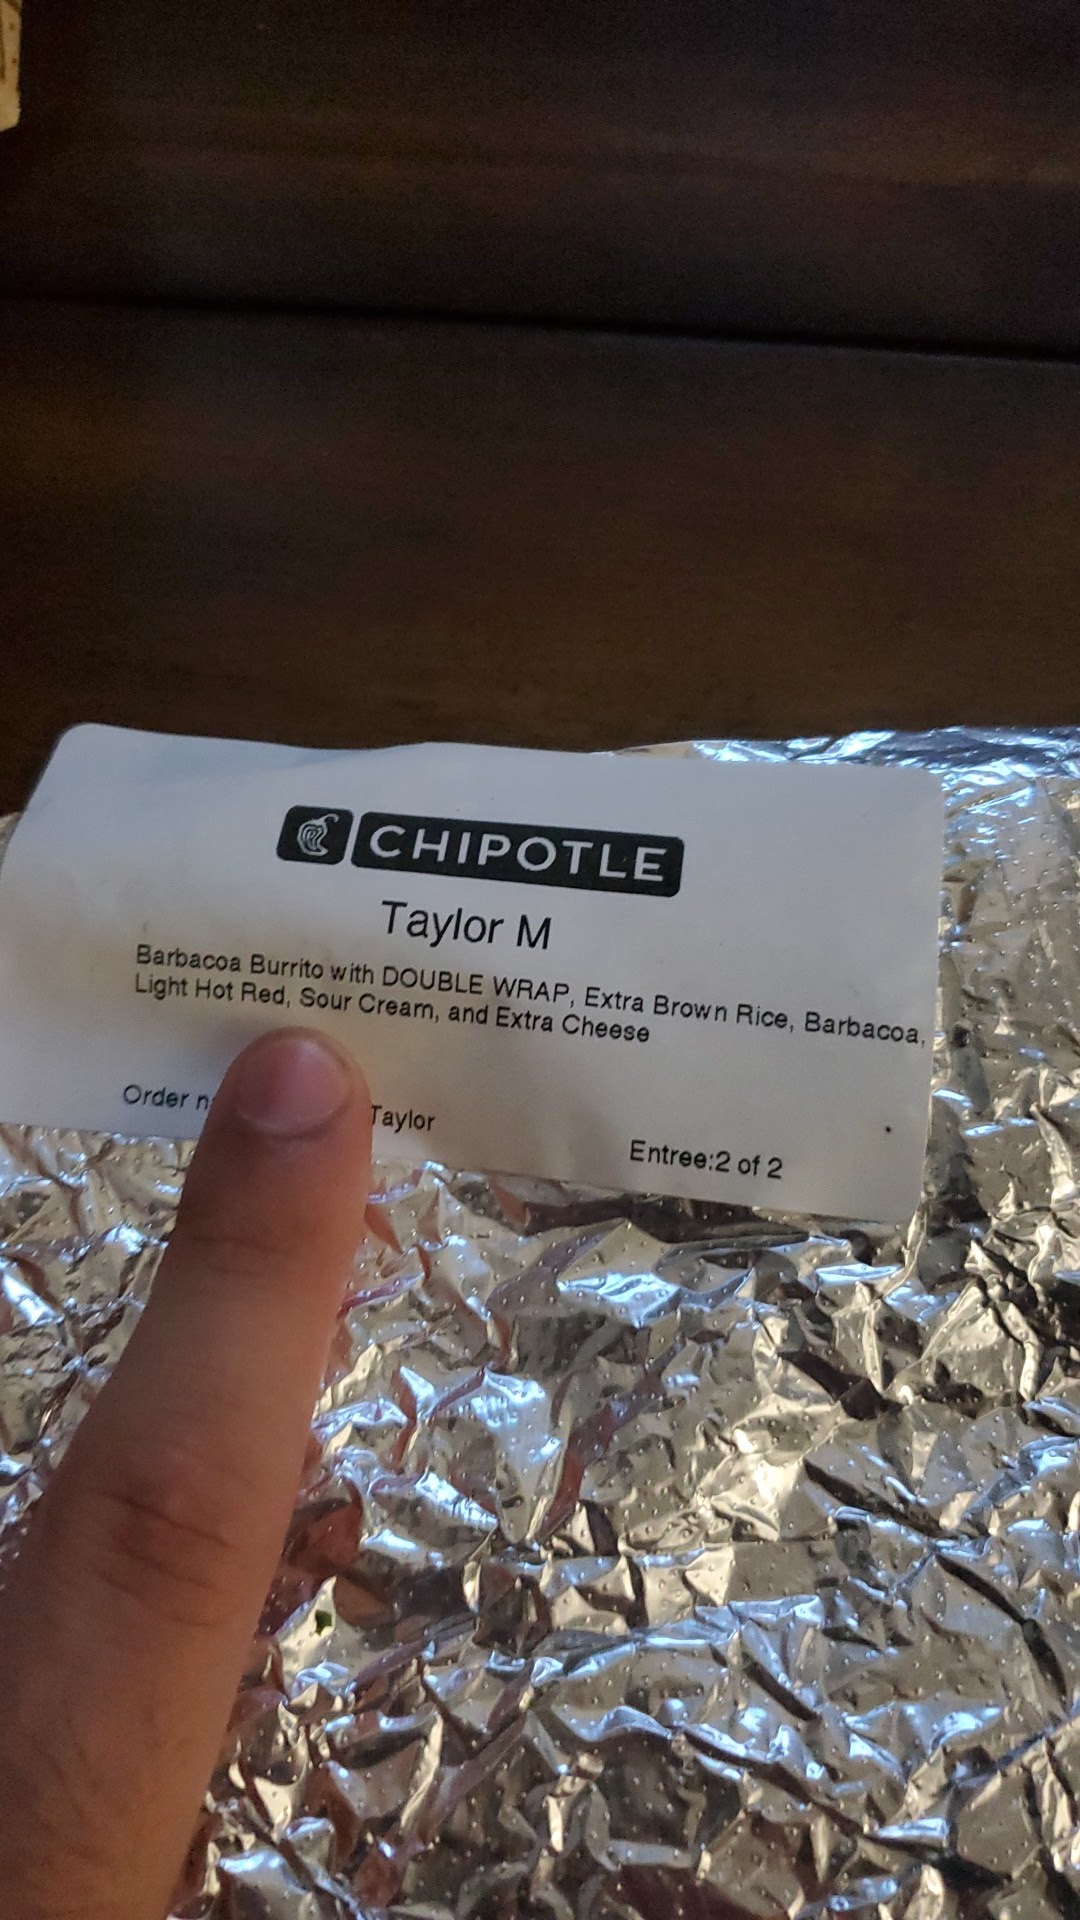 CHIPOTLE
Taylor M
Barbacoa Burrito with DOUBLE WRAP, Extra Brown Rice, Barbacoa,
Light Hot Red, Sour Cream, and Extra Cheese
Order Taylor
Entree:2 of 2